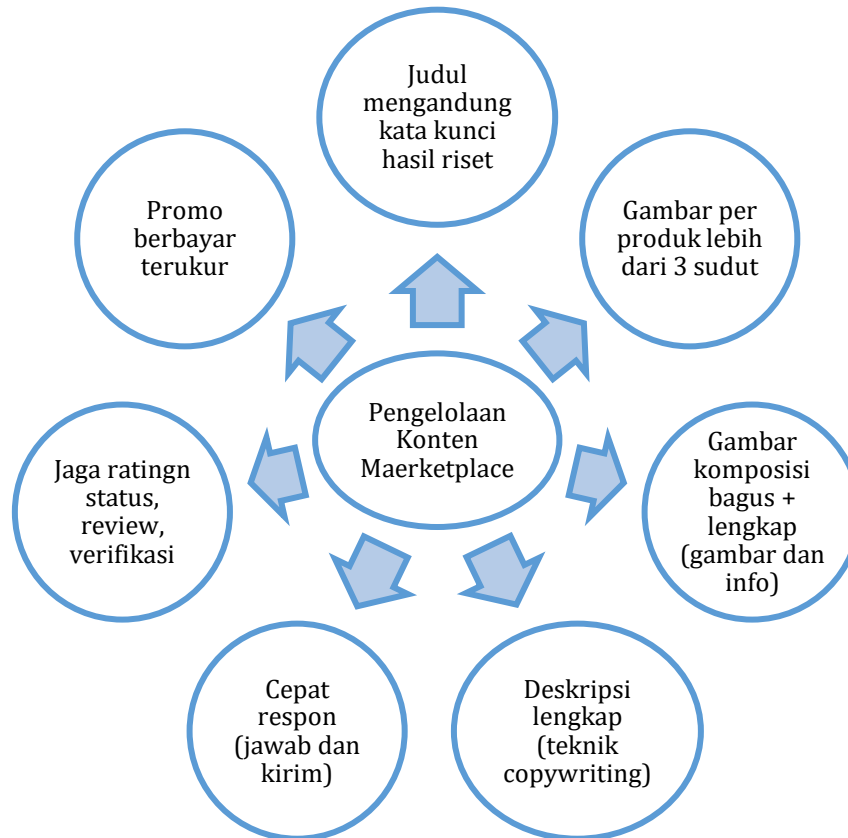 Judul
mengandung
kata kunci
hasil riset
Gambar per
produk lebih
dari 3 sudut
Gambar
komposisi
bagus +
lengkap
(gambar dan
info)
Deskripsi
lengkap
(teknik
copywriting)
Cepat
respon
(jawab dan
kirim)
Jaga ratingn
status,
review,
verifikasi
Promo
berbayar
terukur
Pengelolaan
Konten
Maerketplace